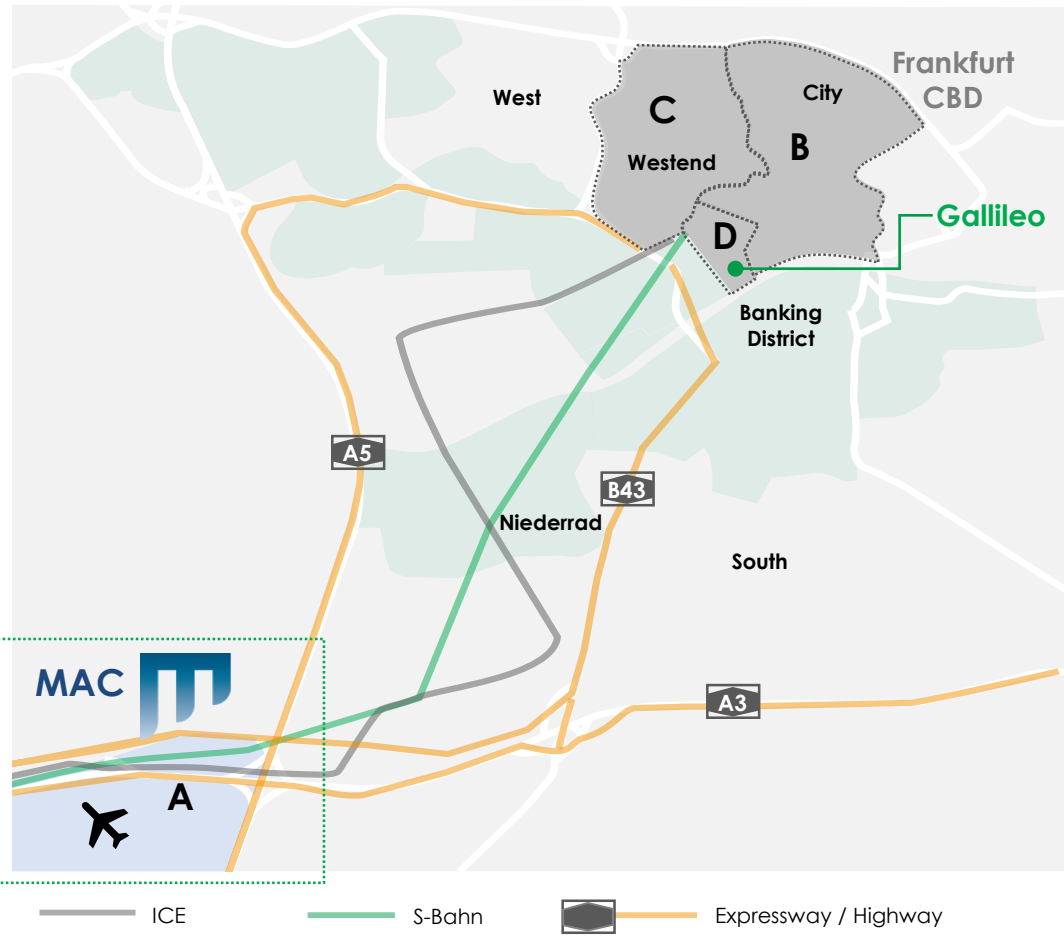 Frankfurt
CBD
City
West
C
B
Westend
Gallileo
D
Banking
District
A5
B43
Niederrad
South
MAC
A3
A
ICE
S-Bahn
Expressway / Highway